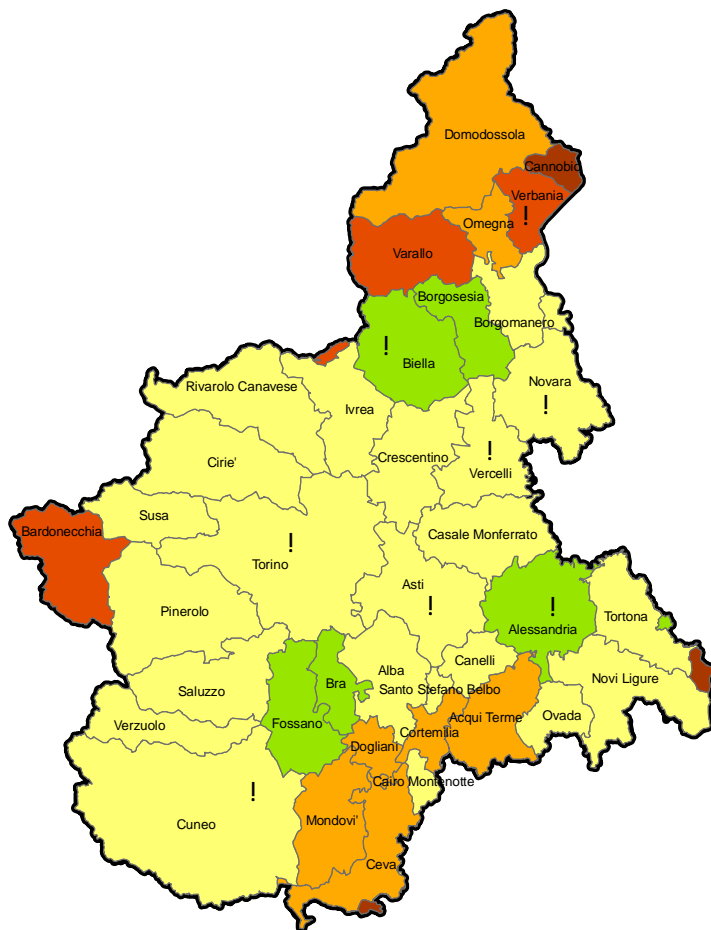 Domodossola
Cannobio
Verbania
!
Omegna
Varallo
Borgosesia
Borgomanero
!
Biella
Novara
!
Rivarolo Canavese
Ivrea
Crescentino
!
Vercelli
Cirie'
Susa
Bardonecchia
Casale Monferrato
!
Torino
Asti
!
Pinerolo
!
Alessandria
Tortona
Canelli
Alba
Bra
Saluzzo
Santo Stefano Belbo
Novi Ligure
Verzuolo
Fossano
Acqui Terme
Ovada
Cortemilia
Dogliani
Cairo Montenotte
!
Cuneo
Mondovi'
Ceva